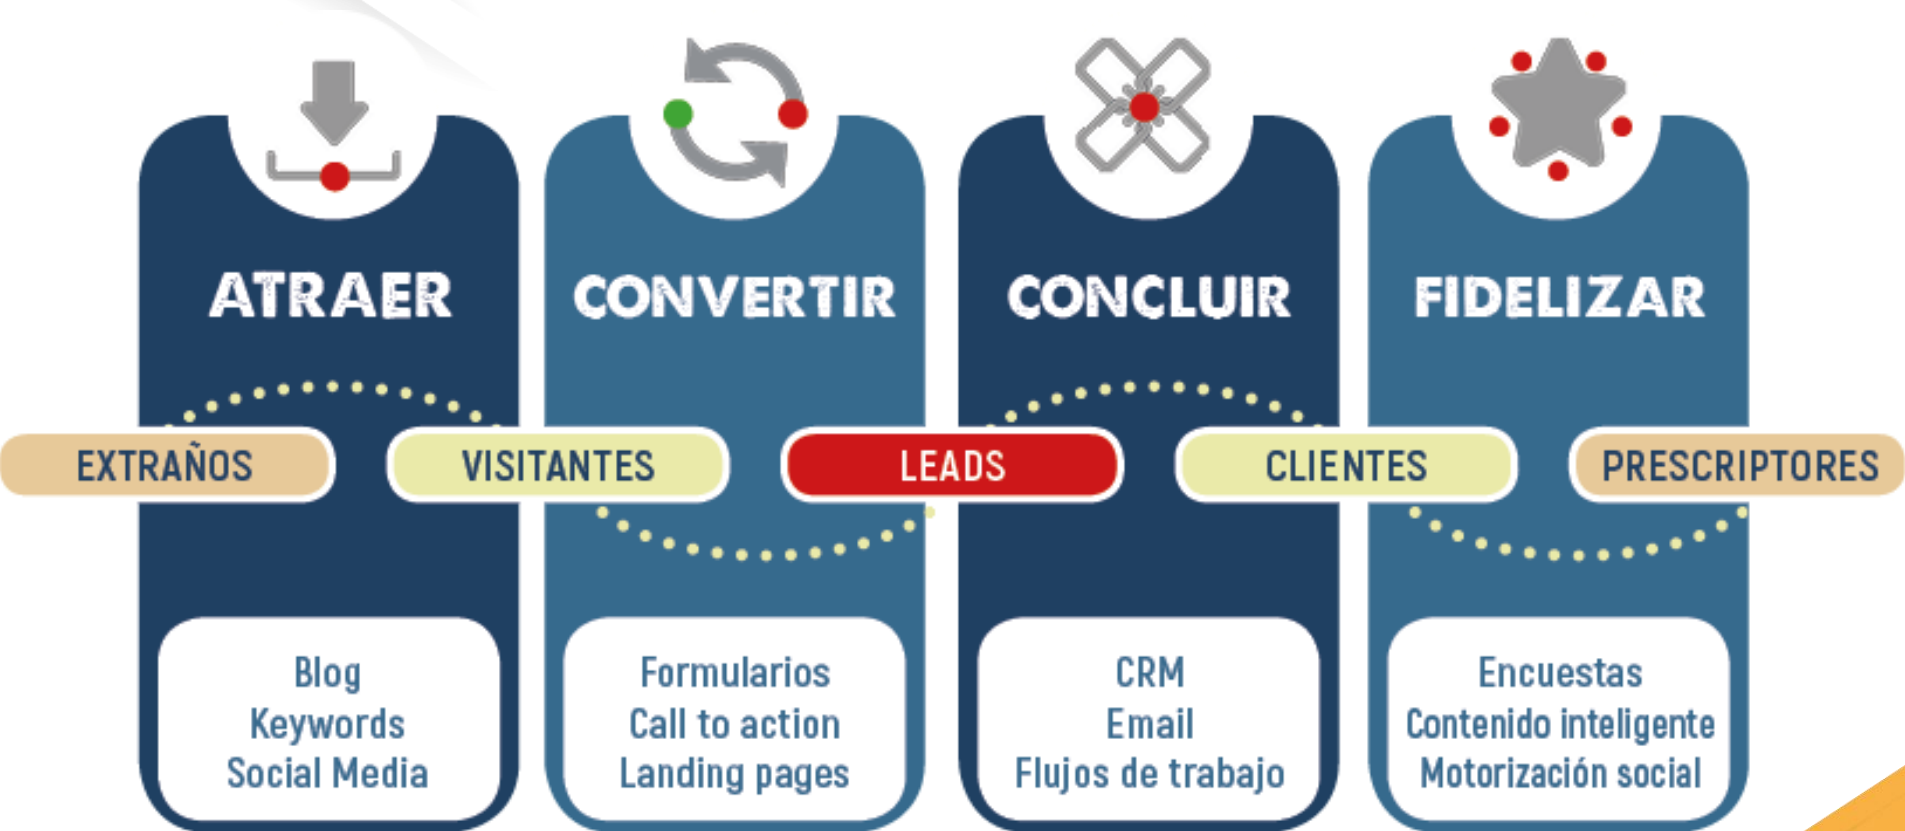 ATRAER
CONVERTIR
CONCLUIR
FIDELIZAR
EXTRAÑOS
VISITANTES
LEADS
CLIENTES
PRESCRIPTORES
Blog
Keywords
Social Media
Formularios
Call to action
Landing pages
CRM
Email
Flujos de trabajo
Encuestas
Contenido inteligente
Motorización social